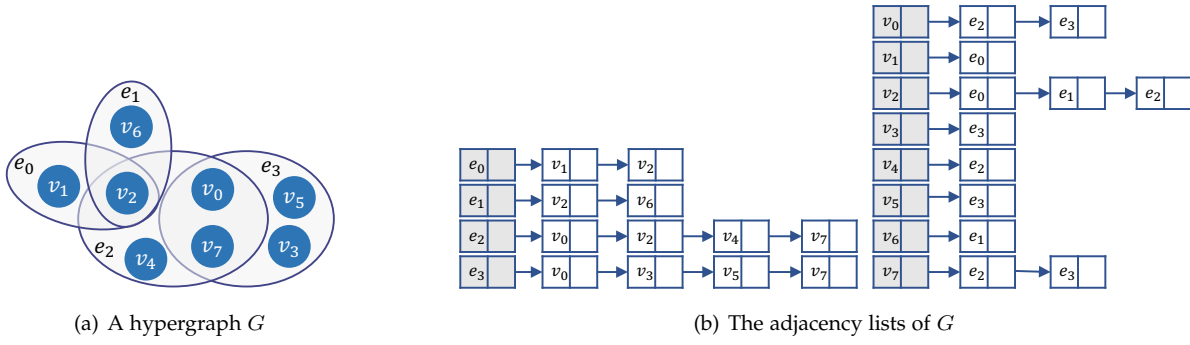 e1
v6
e0
v1
v2
v0
e3
v5
e2
v4
v7
v3
(a) A hypergraph G
e0 v1 v2
e1 v2 v6
e2 v0 v2 v4 v7
e3 v0 v3 v5 v7
v0 e2 e3
v1 e0
v2 e0 e1 e2
v3 e3
v4 e2
v5 e3
v6 e1
v7 e2 e3
(b) The adjacency lists of G